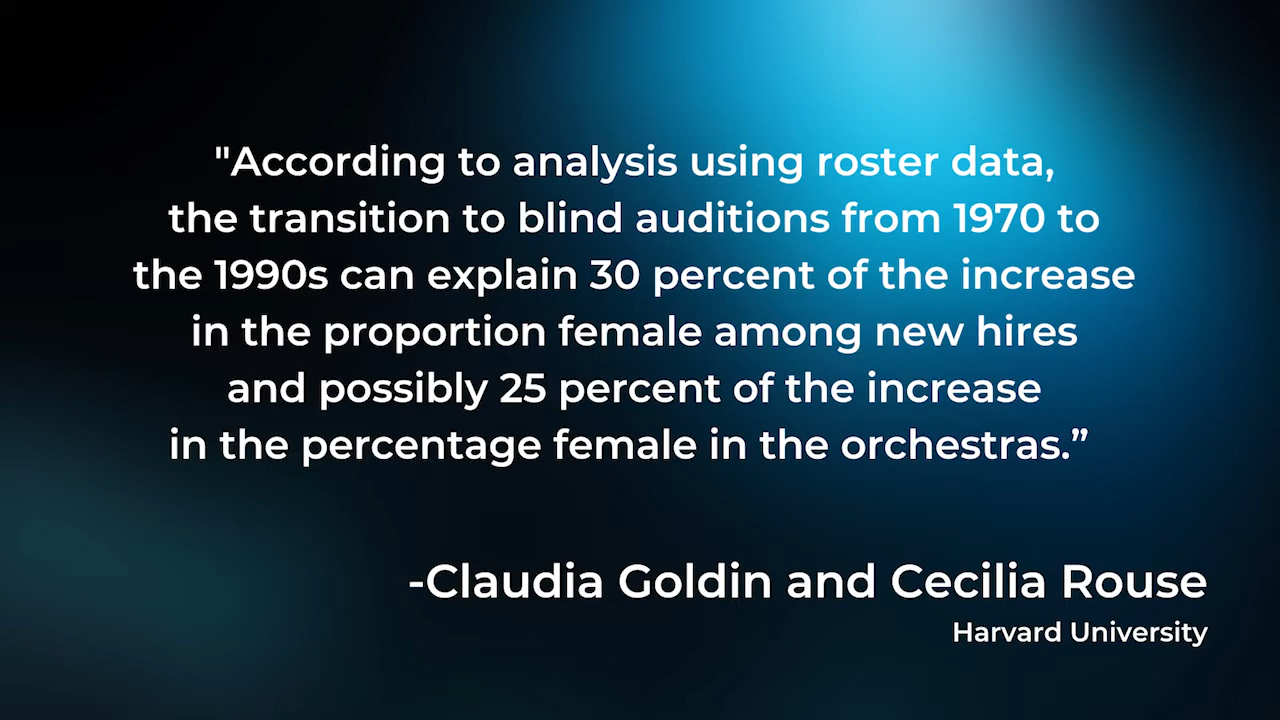 "According to analysis using roster data,
the transition to blind auditions from 1970 to
the 1990s can explain 30 percent of the increase
in the proportion female among new hires
and possibly 25 percent of the increase
in the percentage female in the orchestras.”
-Claudia Goldin and Cecilia Rouse
Harvard University